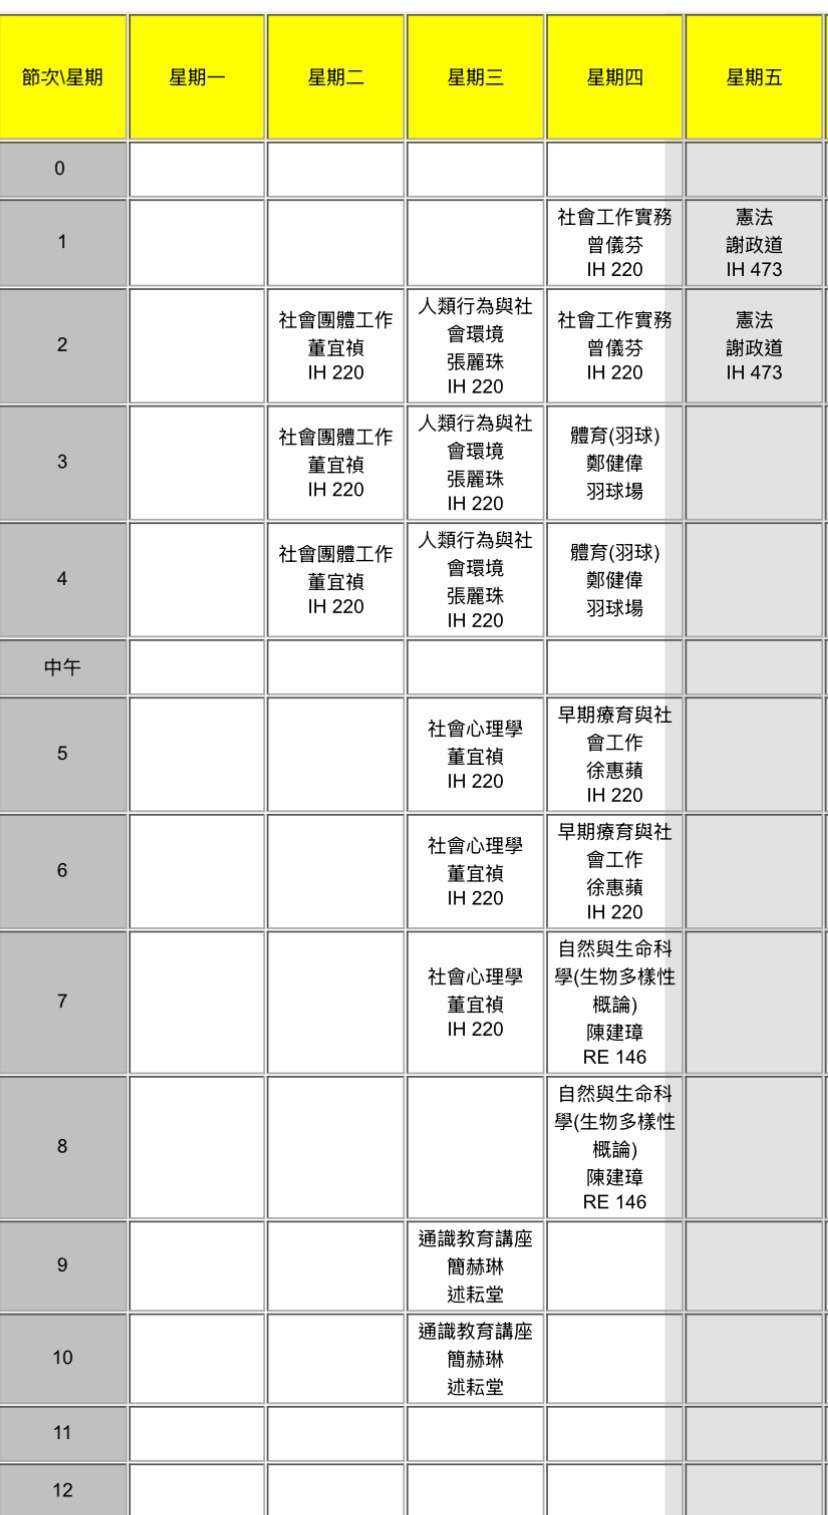 節次\星期 星期一 星期二 星期三 星期四 星期五
0
1
社會工作實務
曾儀芬
IH 220
憲法
謝政道
IH 473
2
社會團體工作
董宜禎
IH 220
人類行為與社
會環境
張麗珠
IH 220
社會工作實務
曾儀芬
IH 220
憲法
謝政道
IH 473
3
社會團體工作
董宜禎
IH 220
人類行為與社
會環境
張麗珠
IH 220
體育(羽球)
鄭健偉
羽球場
4
社會團體工作
董宜禎
IH 220
人類行為與社
會環境
張麗珠
IH 220
體育(羽球)
鄭健偉
羽球場
中午
5
社會心理學
董宜禎
IH 220
早期療育與社
會工作
徐惠蘋
IH 220
6
社會心理學
董宜禎
IH 220
早期療育與社
會工作
徐惠蘋
IH 220
7
社會心理學
董宜禎
IH 220
自然與生命科
學(生物多樣性
概論)
陳建璋
RE 146
8
自然與生命科
學(生物多樣性
概論)
陳建璋
RE 146
9
通識教育講座
簡赫琳
述耘堂
10
通識教育講座
簡赫琳
述耘堂
11
12